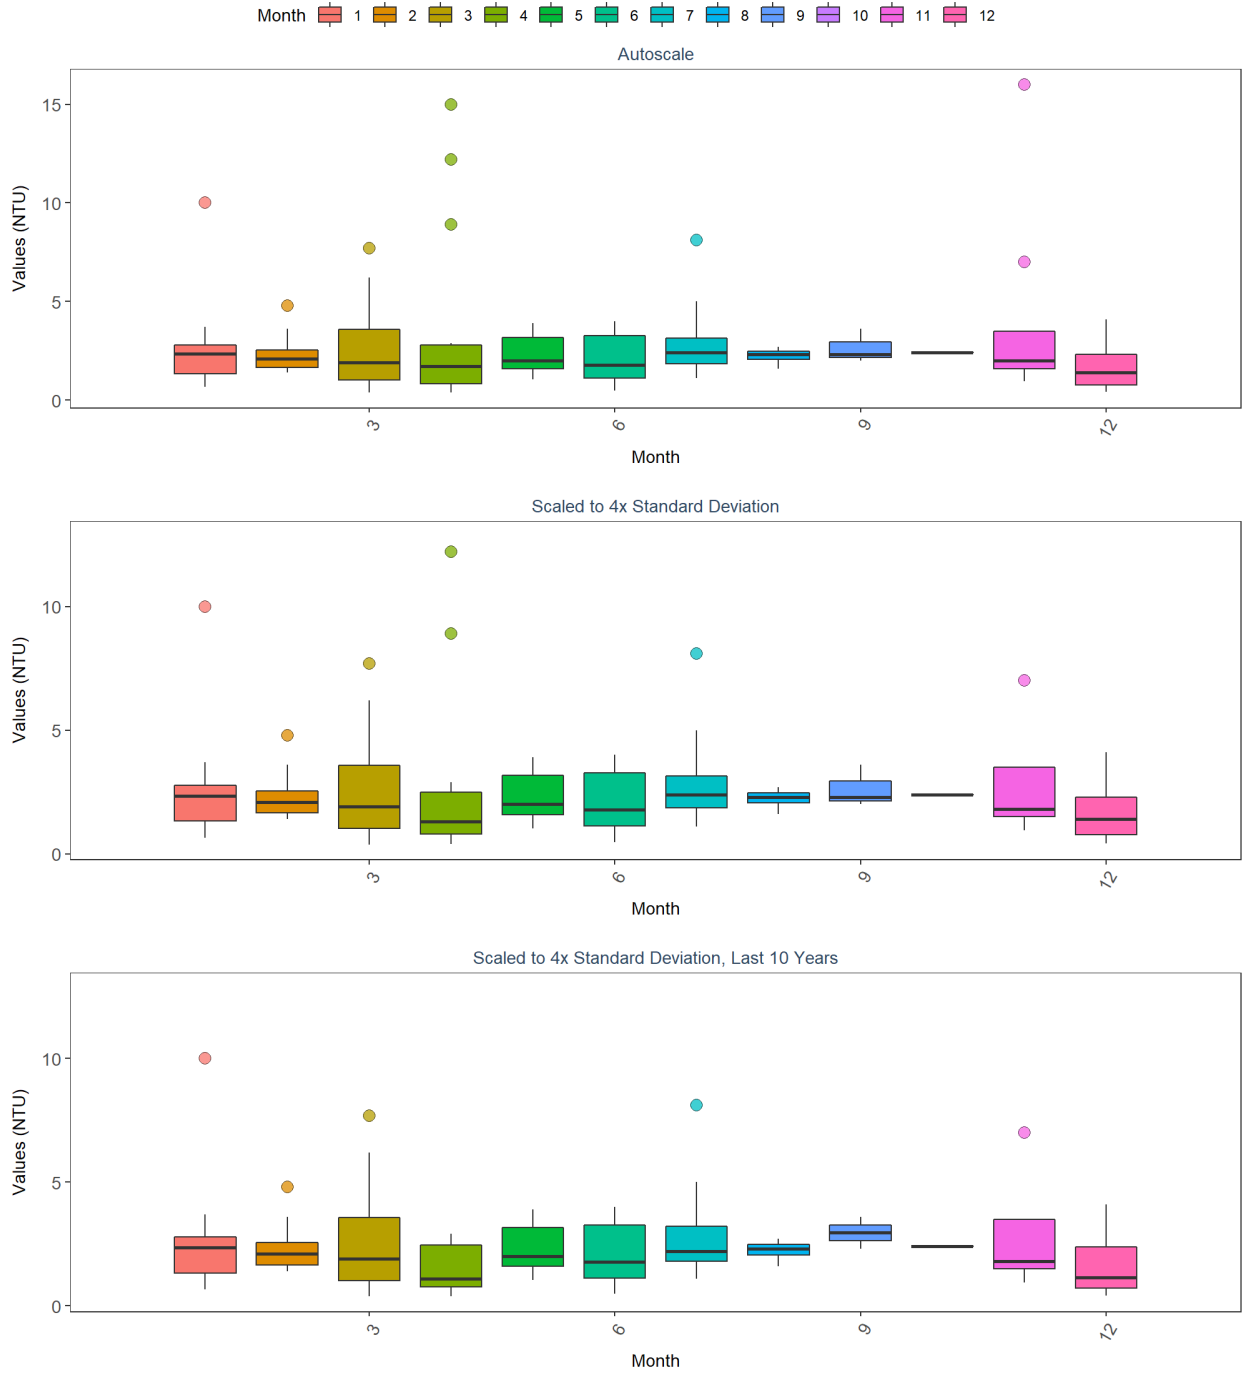 Month 1 2 3 4 5 6 7 8 9 10 11 12
Autoscale
Values (NTU)
15
10
5
0
3 6 9 12
Month
Scaled to 4x Standard Deviation
Values (NTU)
10
5
0
3 6 9 12
Month
Scaled to 4x Standard Deviation, Last 10 Years
Values (NTU)
10
5
0
3 6 9 12
Month